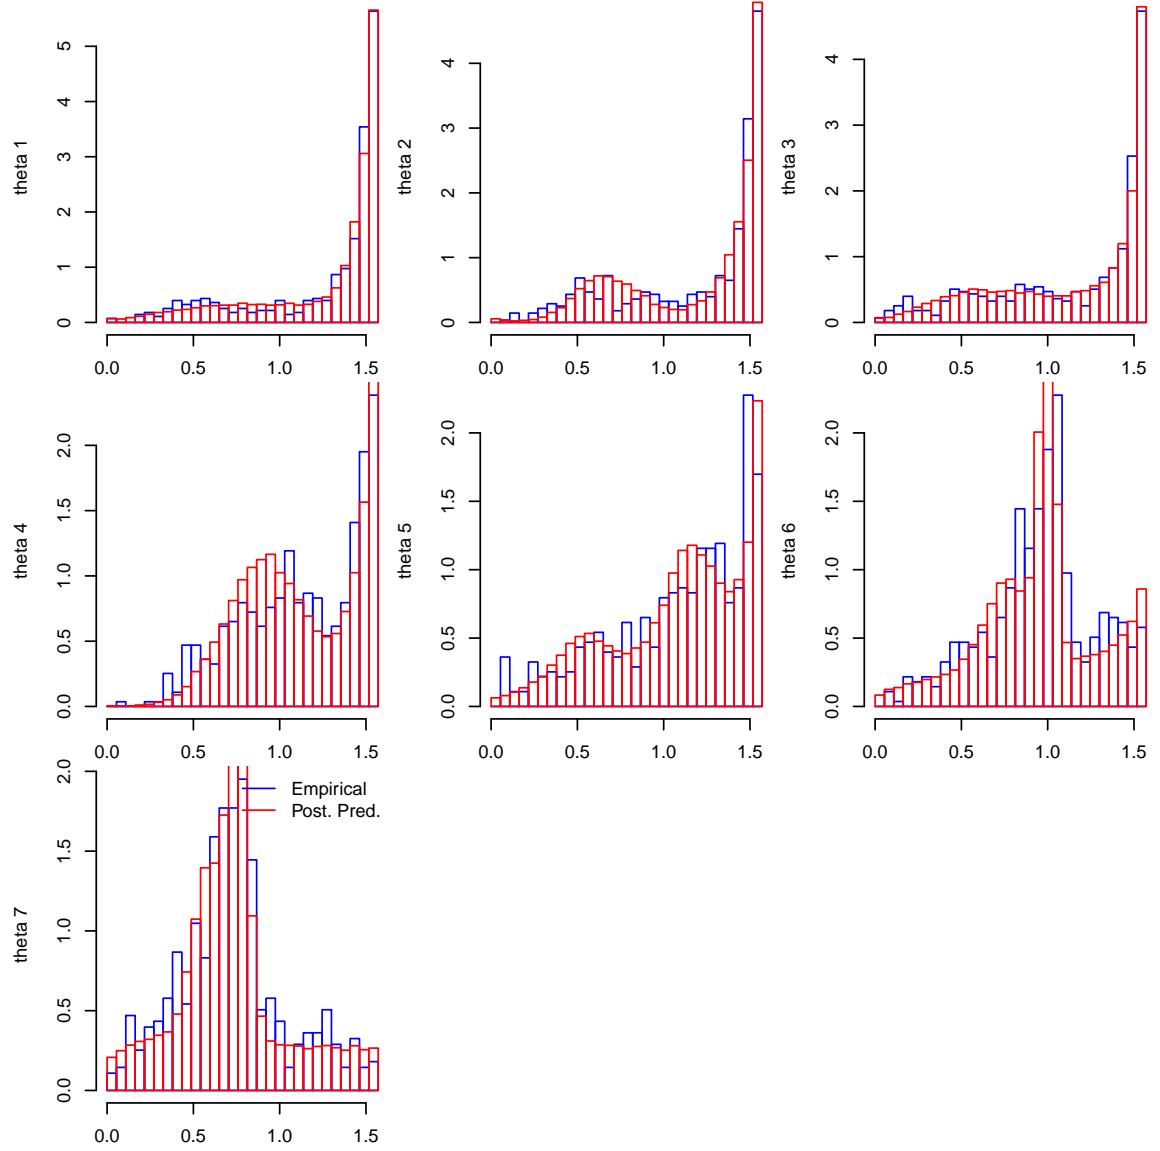 theta 1
0 1 2 3 4 5
0.0 0.5 1.0 1.5
theta 2
0 1 2 3 4
0.0 0.5 1.0 1.5
theta 3
0 1 2 3 4
0.0 0.5 1.0 1.5
theta 4
0.0 0.5 1.0 1.5 2.0
0.0 0.5 1.0 1.5
theta 5
0.0 0.5 1.0 1.5 2.0
0.0 0.5 1.0 1.5
theta 6
0.0 0.5 1.0 1.5 2.0
0.0 0.5 1.0 1.5
theta 7
0.0 0.5 1.0 1.5 2.0
0.0 0.5 1.0 1.5
Empirical
Post. Pred.